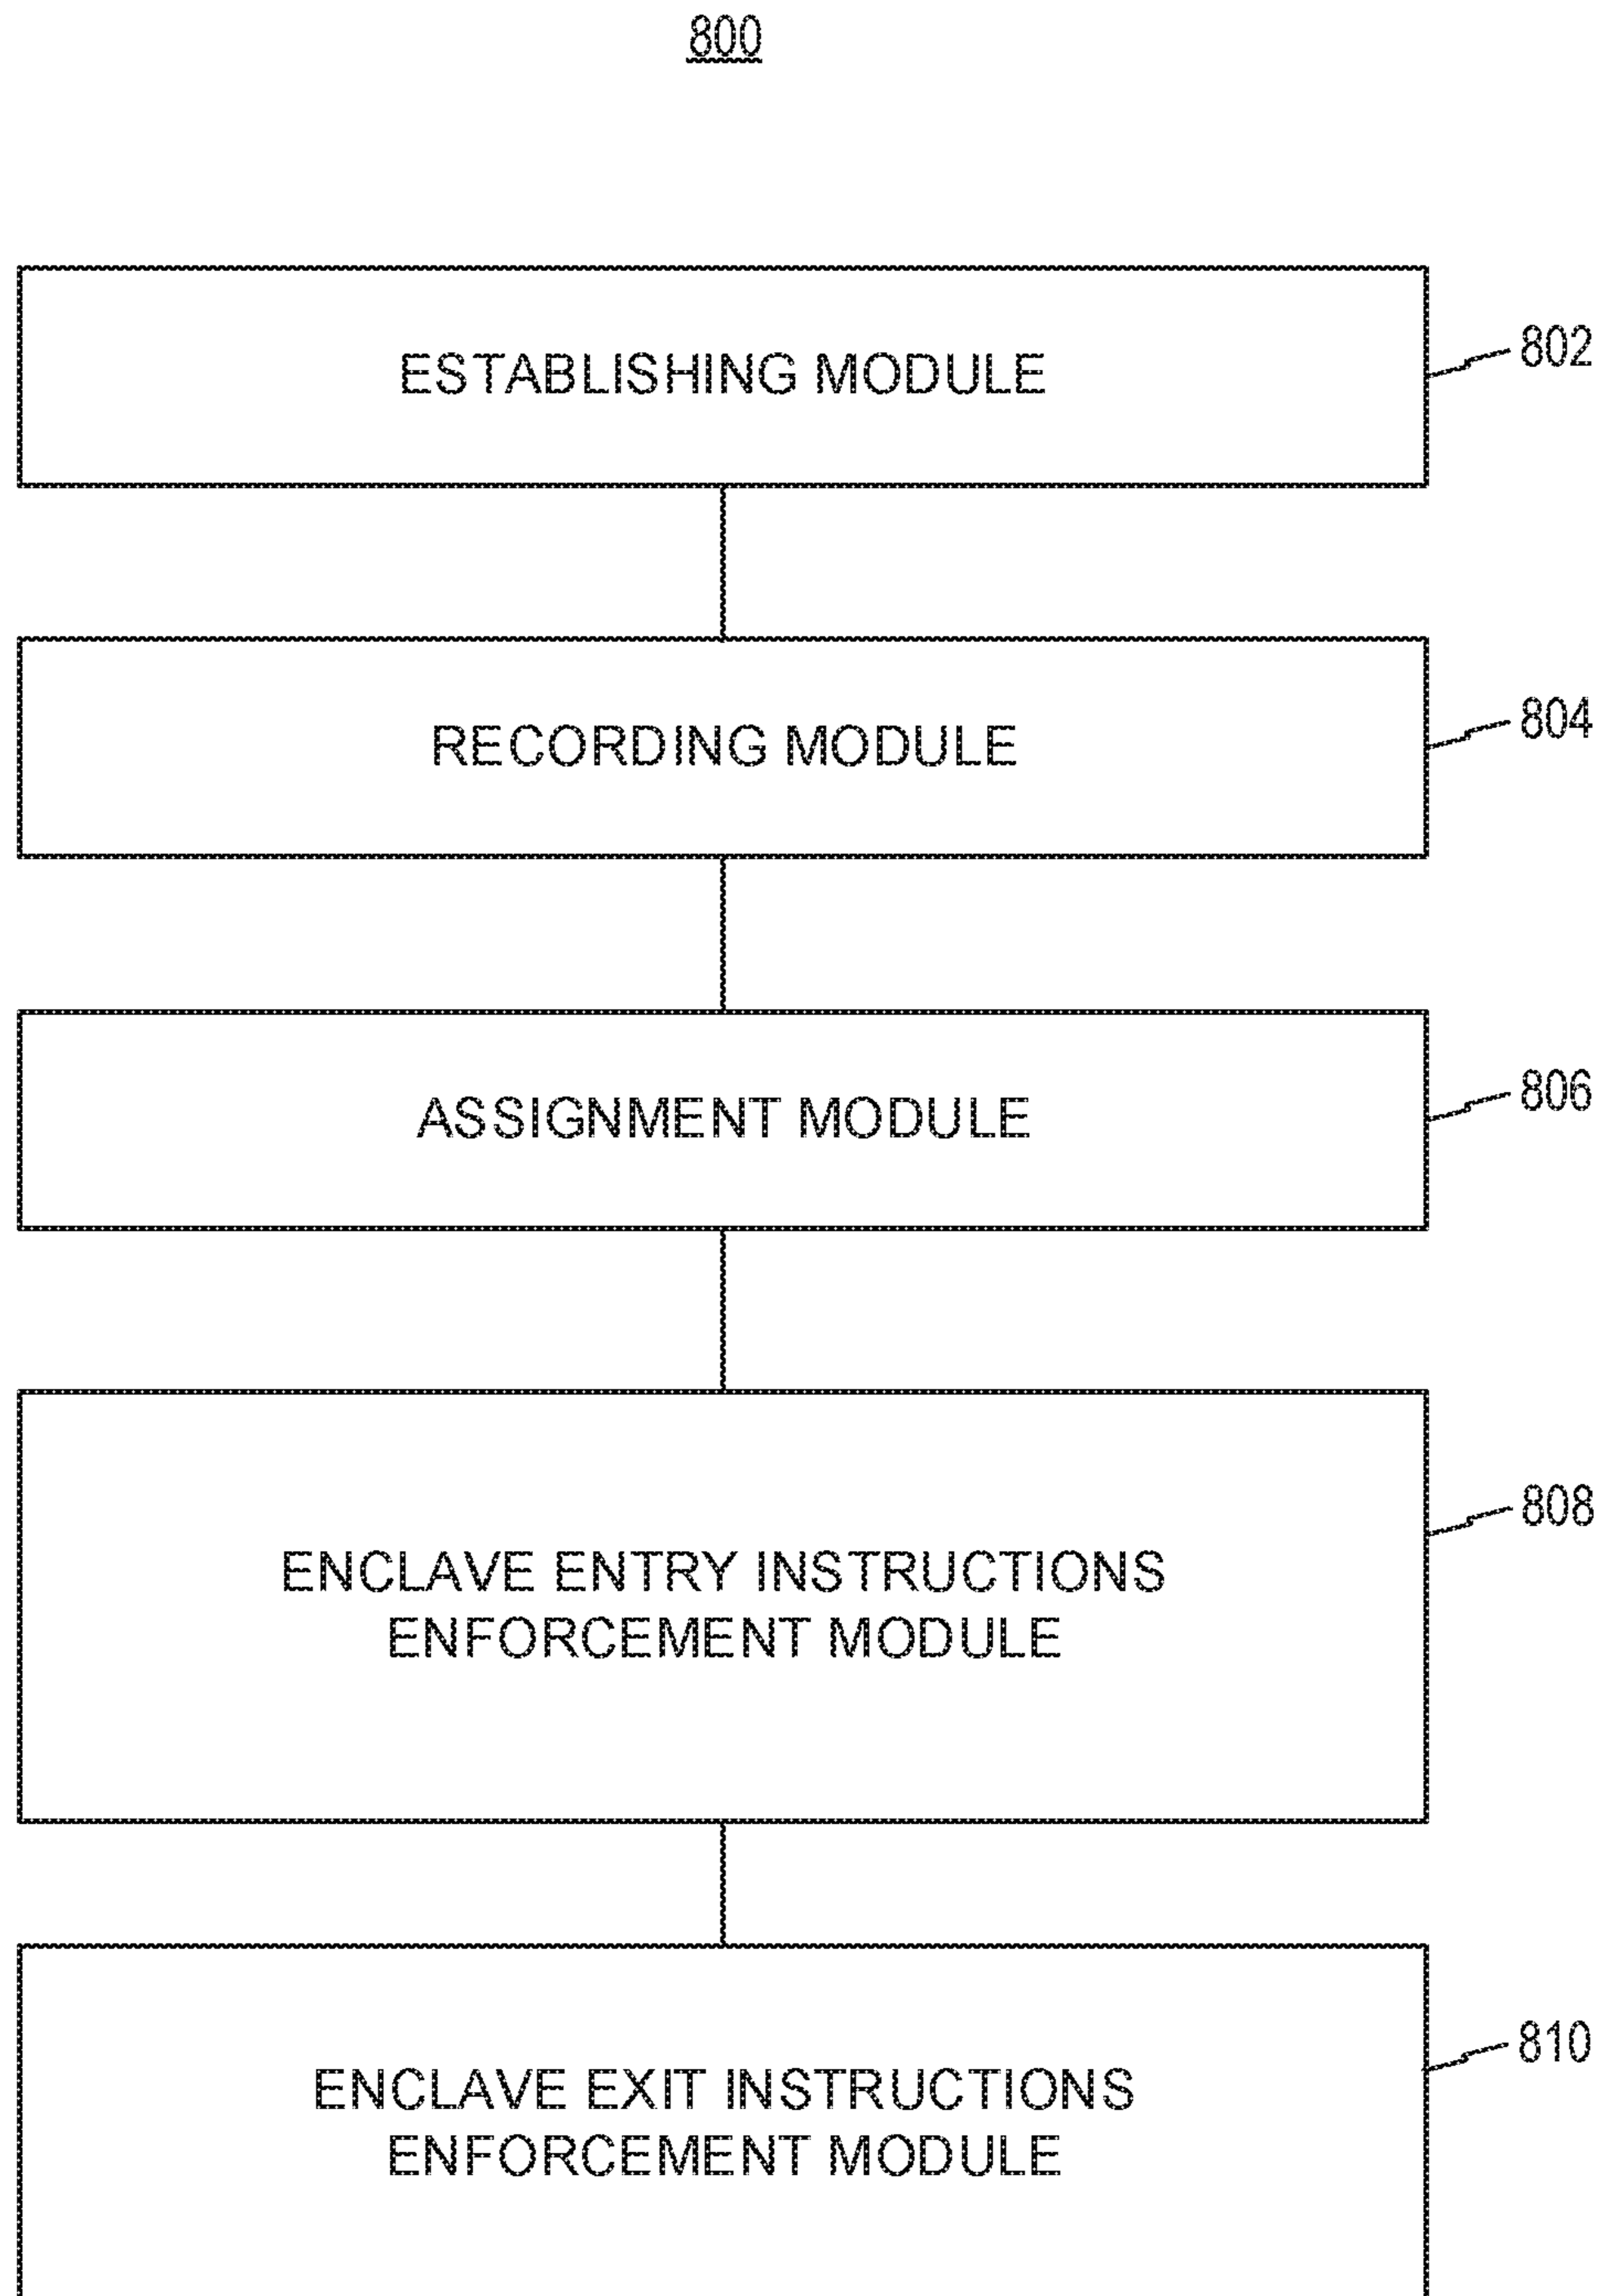 800
ESTABLISHING MODULE
802
RECORDING MODULE
804
ASSIGNMENT MODULE
806
ENCLAVE ENTRY INSTRUCTIONS
ENFORCEMENT MODULE
808
ENCLAVE EXIT INSTRUCTIONS
ENFORCEMENT MODULE
810